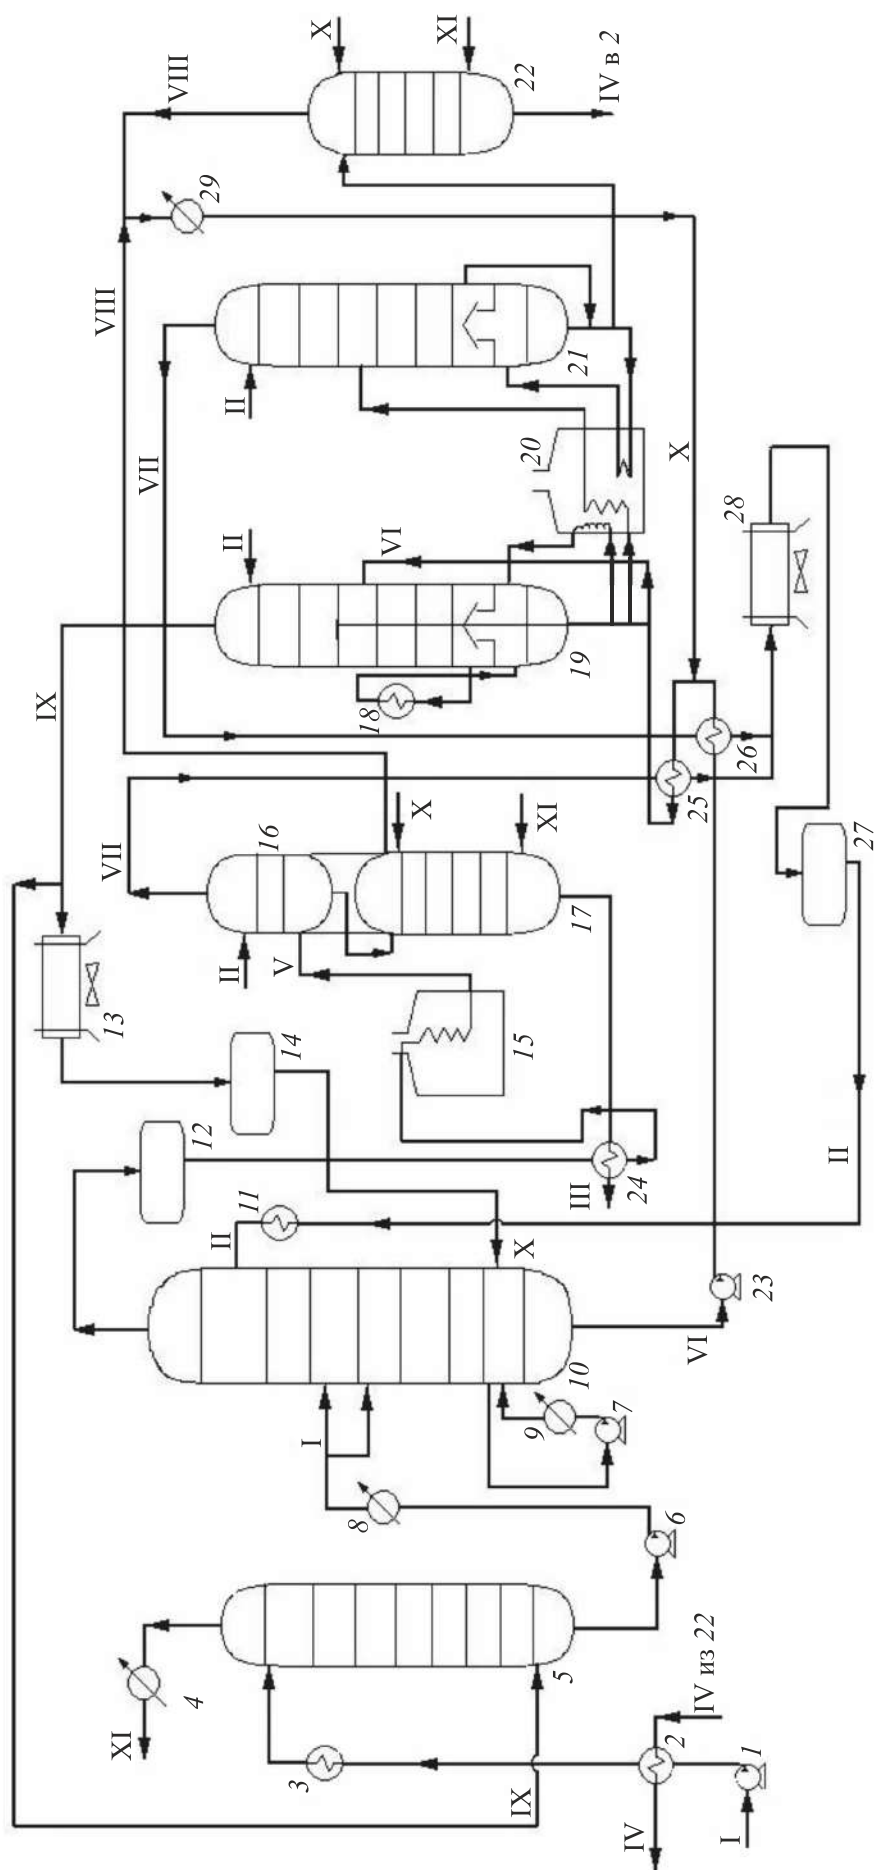 IX
VIII
VII
13
XI
VII
VIII
4
12
29
II
II
II
II
11
16
V
14
3
I
X
8
18
VI
X
XI
IX
X
15
22
20
9
XI
5
10
III
17
19
21
IV в 2
7
IV
24
2
6
X
VI
25
IV из 22
I
28
1
26
23
II
27